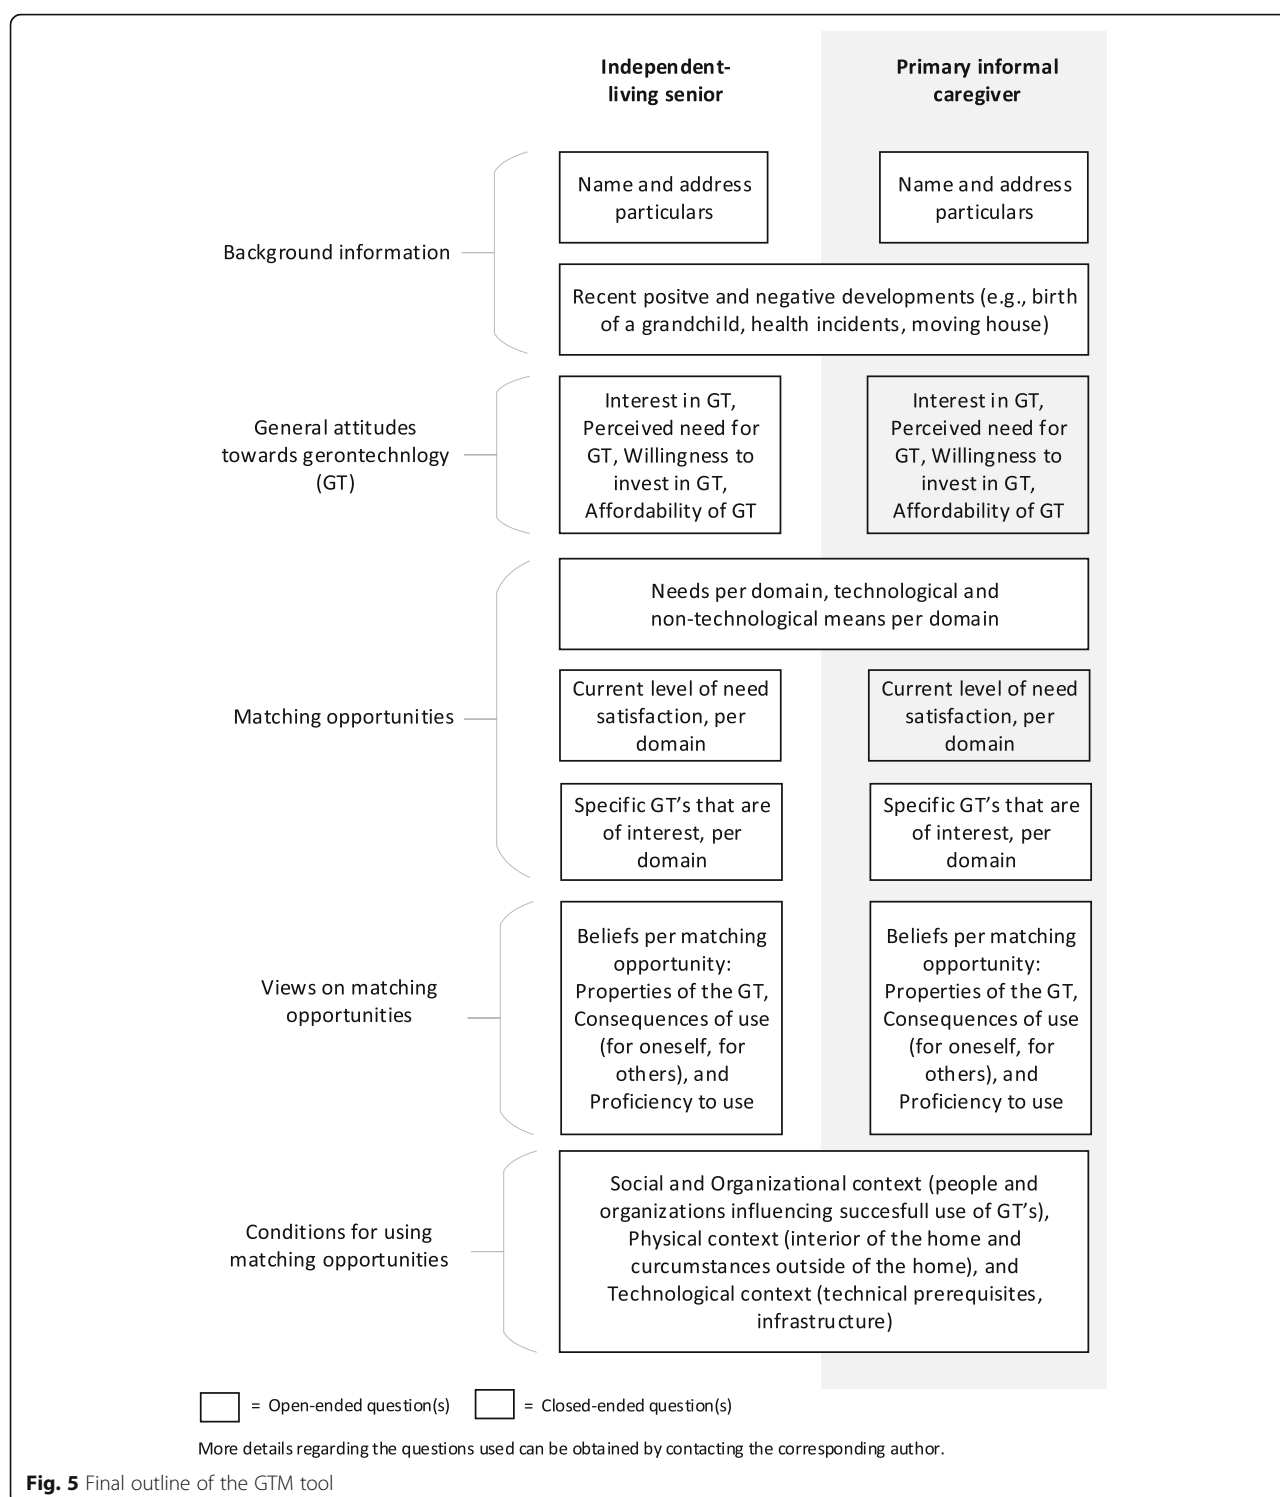 Independent-
living senior
Primary informal
caregiver
Background information
Name and address
particulars
Name and address
particulars
Recent positve and negative developments (e.g., birth
of a grandchild, health incidents, moving house)
General attitudes
towards gerontechnlogy
(GT)
Interest in GT,
Perceived need for
GT, Willingness to
invest in GT,
Affordability of GT
Interest in GT,
Perceived need for
GT, Willingness to
invest in GT,
Affordability of GT
Matching opportunities
Needs per domain, technological and
non-technological means per domain
Current level of need
satisfaction, per
domain
Current level of need
satisfaction, per
domain
Specific GT’s that are
of interest, per
domain
Specific GT’s that are
of interest, per
domain
Views on matching
opportunities
Beliefs per matching
opportunity:
Properties of the GT,
Consequences of use
(for oneself, for
others), and
Proficiency to use
Beliefs per matching
opportunity:
Properties of the GT,
Consequences of use
(for oneself, for
others), and
Proficiency to use
Conditions for using
matching opportunities
Social and Organizational context (people and
organizations influencing succesfull use of GT’s),
Physical context (interior of the home and
curcumstances outside of the home), and
Technological context (technical prerequisites,
infrastructure)
= Open-ended question(s) = Closed-ended question(s)
More details regarding the questions used can be obtained by contacting the corresponding author.
Fig. 5 Final outline of the GTM tool